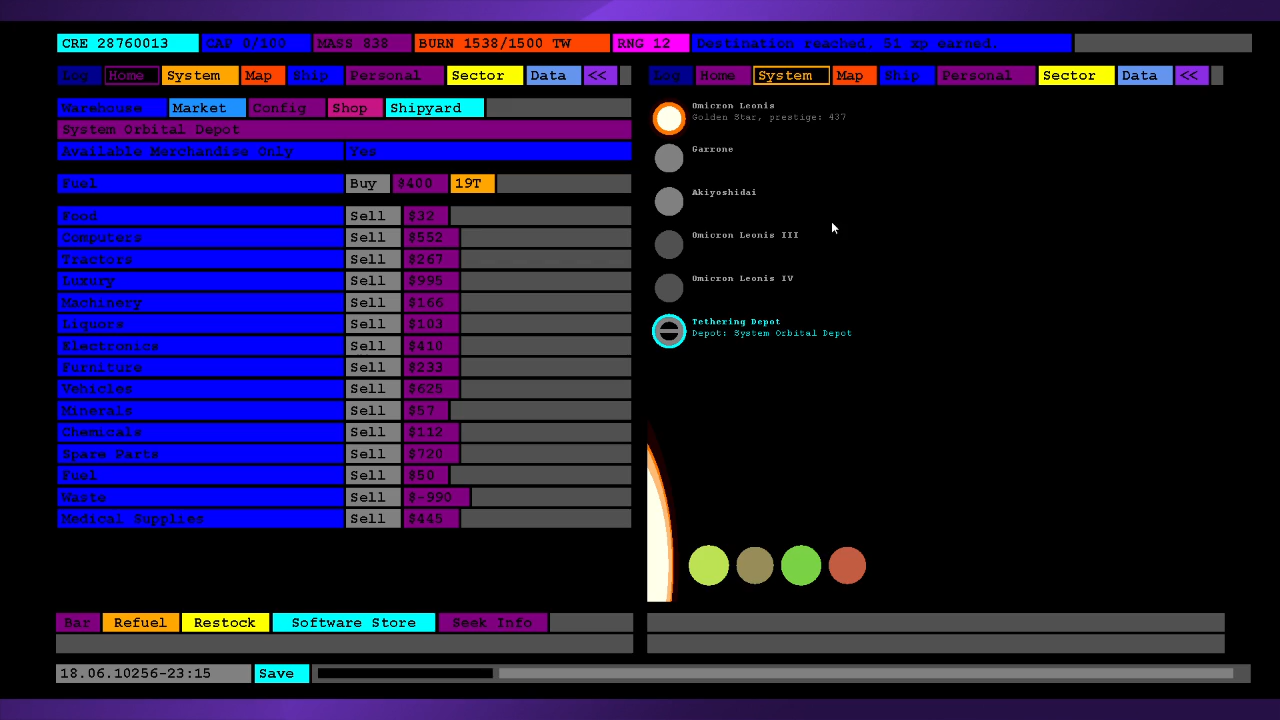 CRE 28760013 CAP 0/100 MASS 838 BURN 1538/1500 TW RNG 12 Destination reached. 51 xp earned.
Log Home System Map Ship Personal Sector Data << Log Home System Map Ship Personal Sector Data <<
Warehouse Market Config Shop Shipyard
System Orbital Depot
Available Merchandise Only Yes
Fuel Buy $400 19T
Food Sell $32
Computers Sell $552
Tractors Sell $267
Luxury Sell $995
Machinery Sell $166
Liquors Sell $103
Electronics Sell $410
Furniture Sell $233
Vehicles Sell $625
Minerals Sell $57
Chemicals Sell $112
Spare Parts Sell $720
Fuel Sell $50
Waste Sell $-990
Medical Supplies Sell $445
Omicron Leonis
Golden Star, prestige: 437
Garrone
Akiyoshidai
Omicron Leonis III
Omicron Leonis IV
Tethering Depot
Depot: System Orbital Depot
Bar Refuel Restock Software Store Seek Info
18.06.10256-23:15 Save